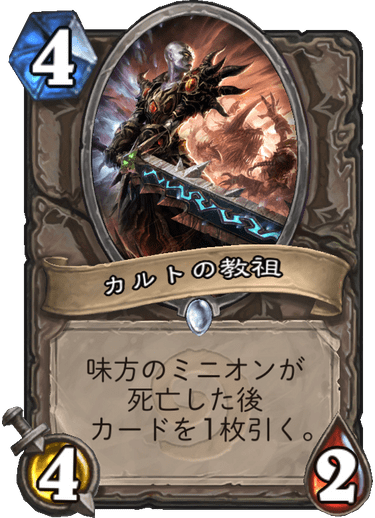 4
カルトの教祖
味方のミニオンが
死亡した後
カードを1枚引く。
4
2